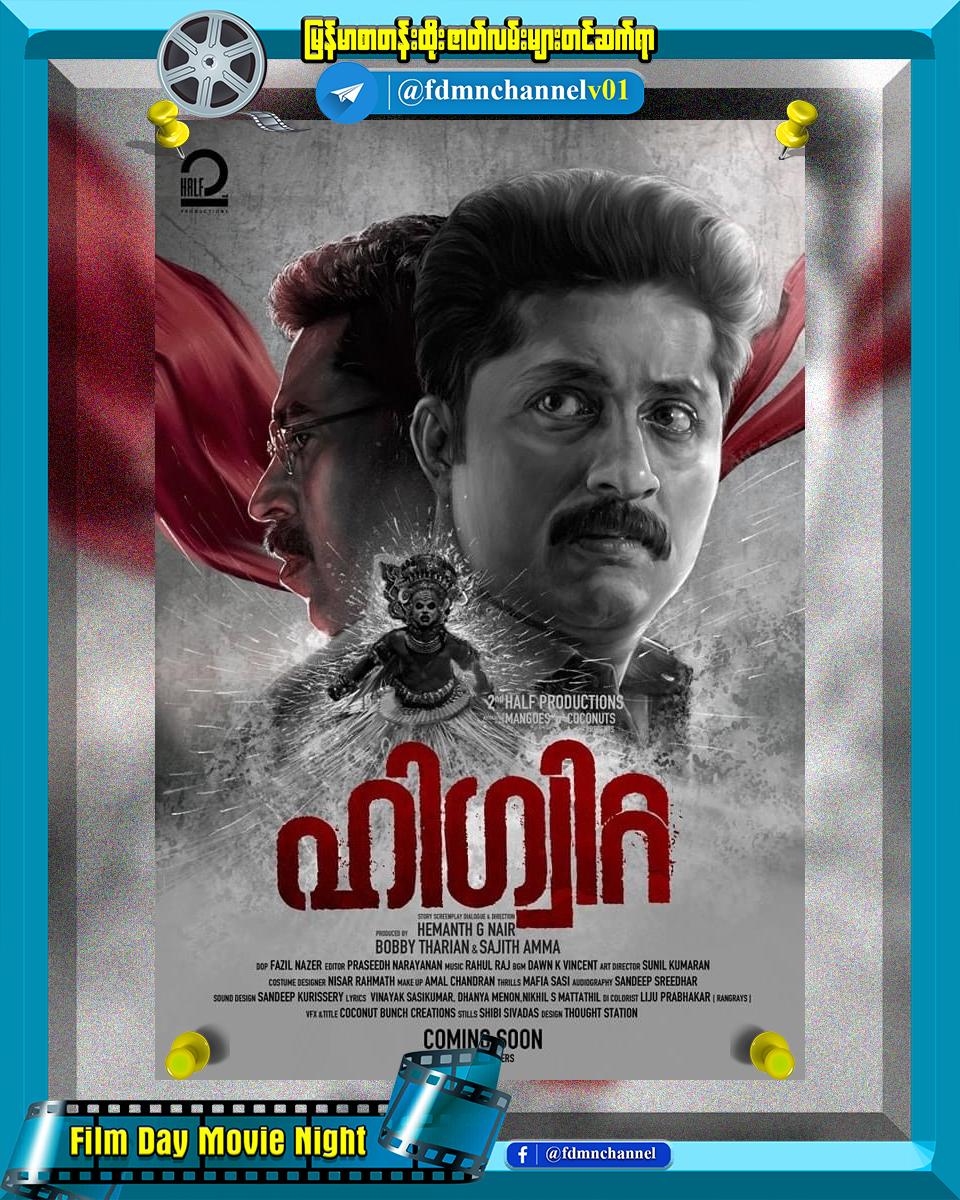 မြန်မာစာတန်းထိုးဇာတ်လမ်းများတင်ဆက်ရာ
@fdmnchannelv01
HALF 2
PRODUCTIONS
2nd HALF PRODUCTIONS
MANGOES COCONUTS
ഹിഗ്വിറ്റ
STORY SCREENPLAY DIALOGUE & DIRECTION
HEMANTH G NAIR
PRODUCED BY
BOBBY THARIAN & SAJITH AMMA
DOP FAZIL NAZER EDITOR PRASEEDH NARAYANAN MUSIC RAHUL RAJ BGM DAWN K VINCENT ART DIRECTOR SUNIL KUMARAN
COSTUME DESIGNER NISAR RAHMATH MAKE UP AMAL CHANDRAN THRILLS MAFIA SASI AUDIOGRAPHY SANDEEP SREEDHAR
SOUND DESIGN SANDEEP KURISSERY LYRICS VINAYAK SASIKUMAR, DHANYA MENON,NIKHIL S MATTATHIL DI COLORIST LIJU PRABHAKAR ( RANGRAYS )
VFX &TITLE COCONUT BUNCH CREATIONS STILLS SHIBI SIVADAS DESIGN THOUGHT STATION
COMING SOON
Film Day Movie Night
f @fdmnchannel